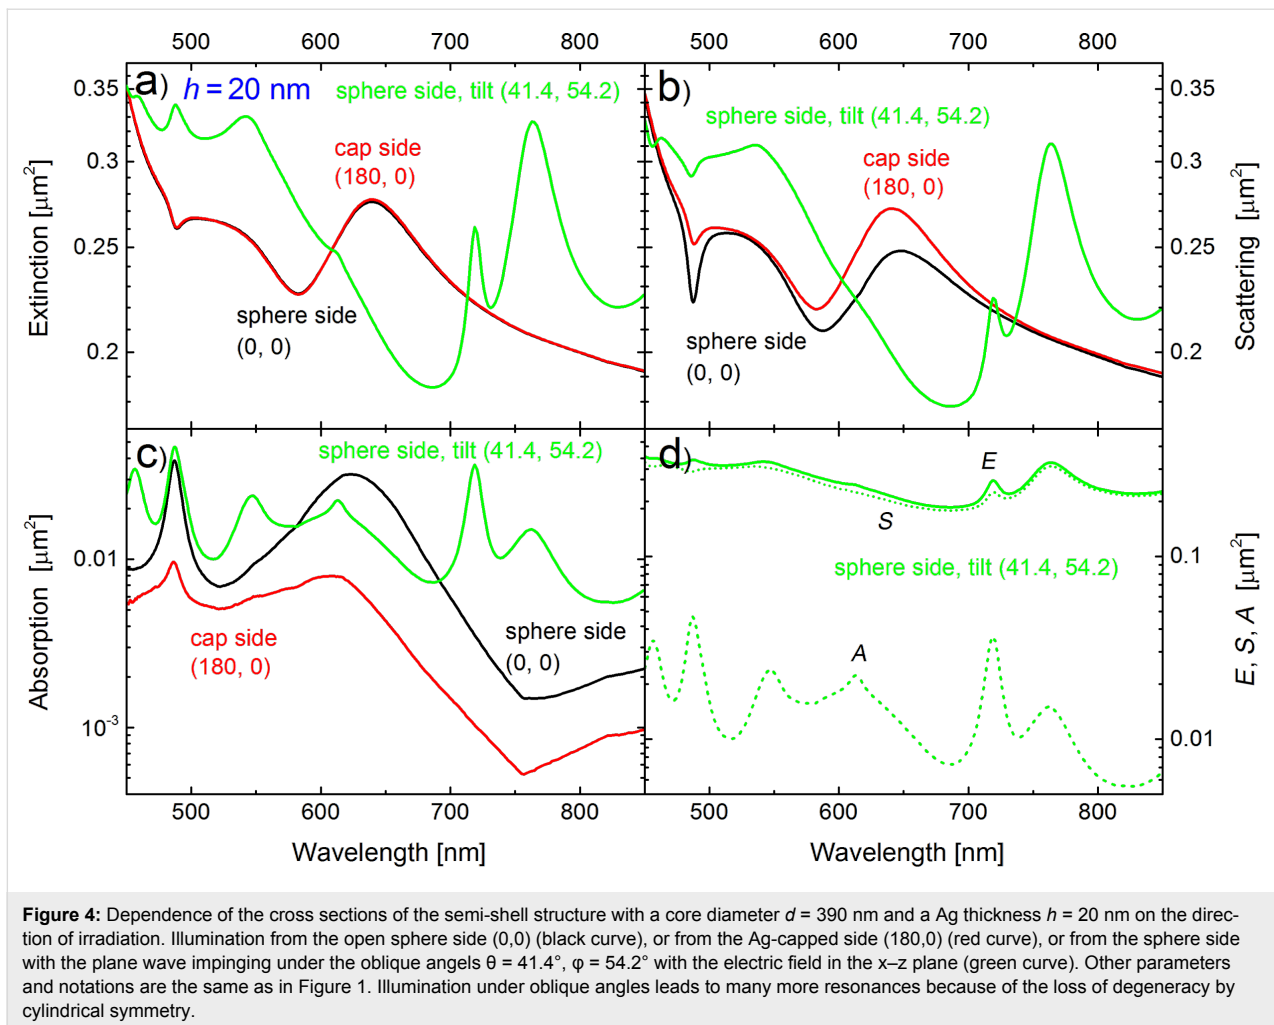 500 600 700 800 500 600 700 800
a) h = 20 nm
sphere side, tilt (41.4, 54.2)
cap side
(180, 0)
sphere side
(0, 0)
0.35
0.3
0.25
0.2
Extinction [µm²]
b)
sphere side, tilt (41.4, 54.2)
cap side
(180, 0)
sphere side
(0, 0)
0.35
0.3
0.25
0.2
Scattering [µm²]
c)
sphere side, tilt (41.4, 54.2)
cap side
(180, 0)
sphere side
(0, 0)
0.01
10⁻³
Absorption [µm²]
d)
E
S
sphere side, tilt (41.4, 54.2)
A
0.1
0.01
E, S, A [µm²]
500 600 700 800 500 600 700 800
Wavelength [nm] Wavelength [nm]
Figure 4: Dependence of the cross sections of the semi-shell structure with a core diameter d = 390 nm and a Ag thickness h = 20 nm on the direc-
tion of irradiation. Illumination from the open sphere side (0,0) (black curve), or from the Ag-capped side (180,0) (red curve), or from the sphere side
with the plane wave impinging under the oblique angels θ = 41.4°, φ = 54.2° with the electric field in the x–z plane (green curve). Other parameters
and notations are the same as in Figure 1. Illumination under oblique angles leads to many more resonances because of the loss of degeneracy by
cylindrical symmetry.